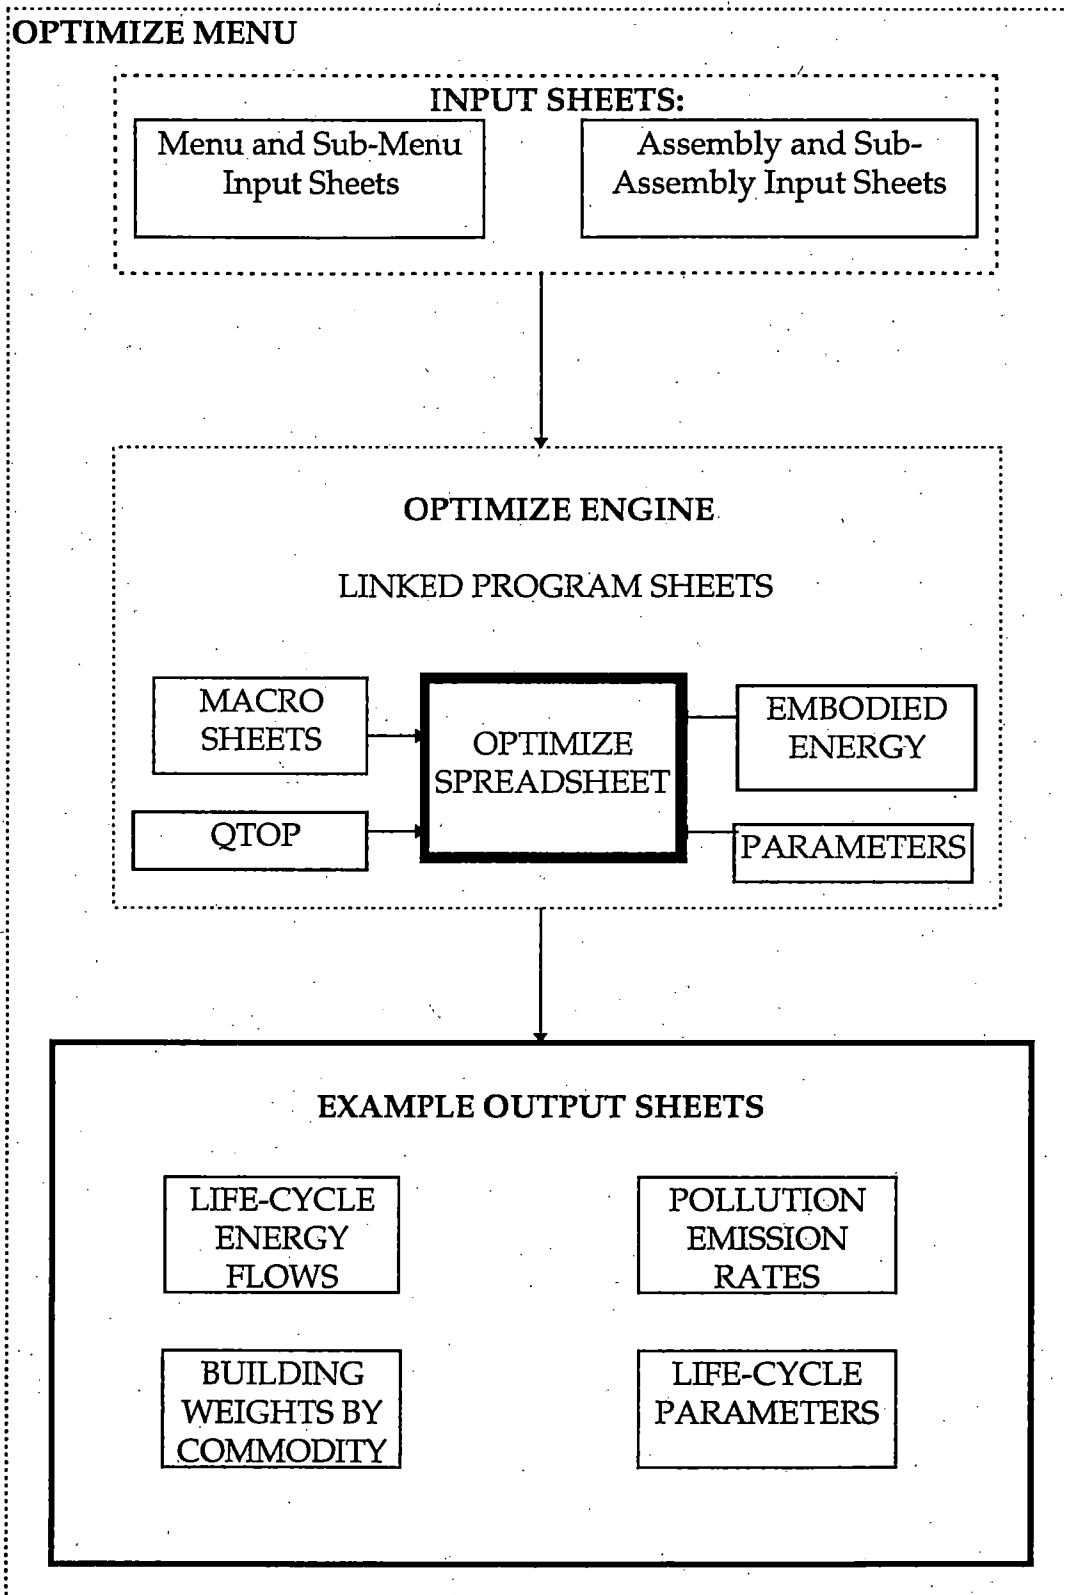 OPTIMIZE MENU
INPUT SHEETS:
Menu and Sub-Menu
Input Sheets
Assembly and Sub-
Assembly Input Sheets
OPTIMIZE ENGINE
LINKED PROGRAM SHEETS
MACRO
SHEETS
QTOP
OPTIMIZE
SPREADSHEET
EMBODIED
ENERGY
PARAMETERS
EXAMPLE OUTPUT SHEETS
LIFE-CYCLE
ENERGY
FLOWS
POLLUTION
EMISSION
RATES
BUILDING
WEIGHTS BY
COMMODITY
LIFE-CYCLE
PARAMETERS